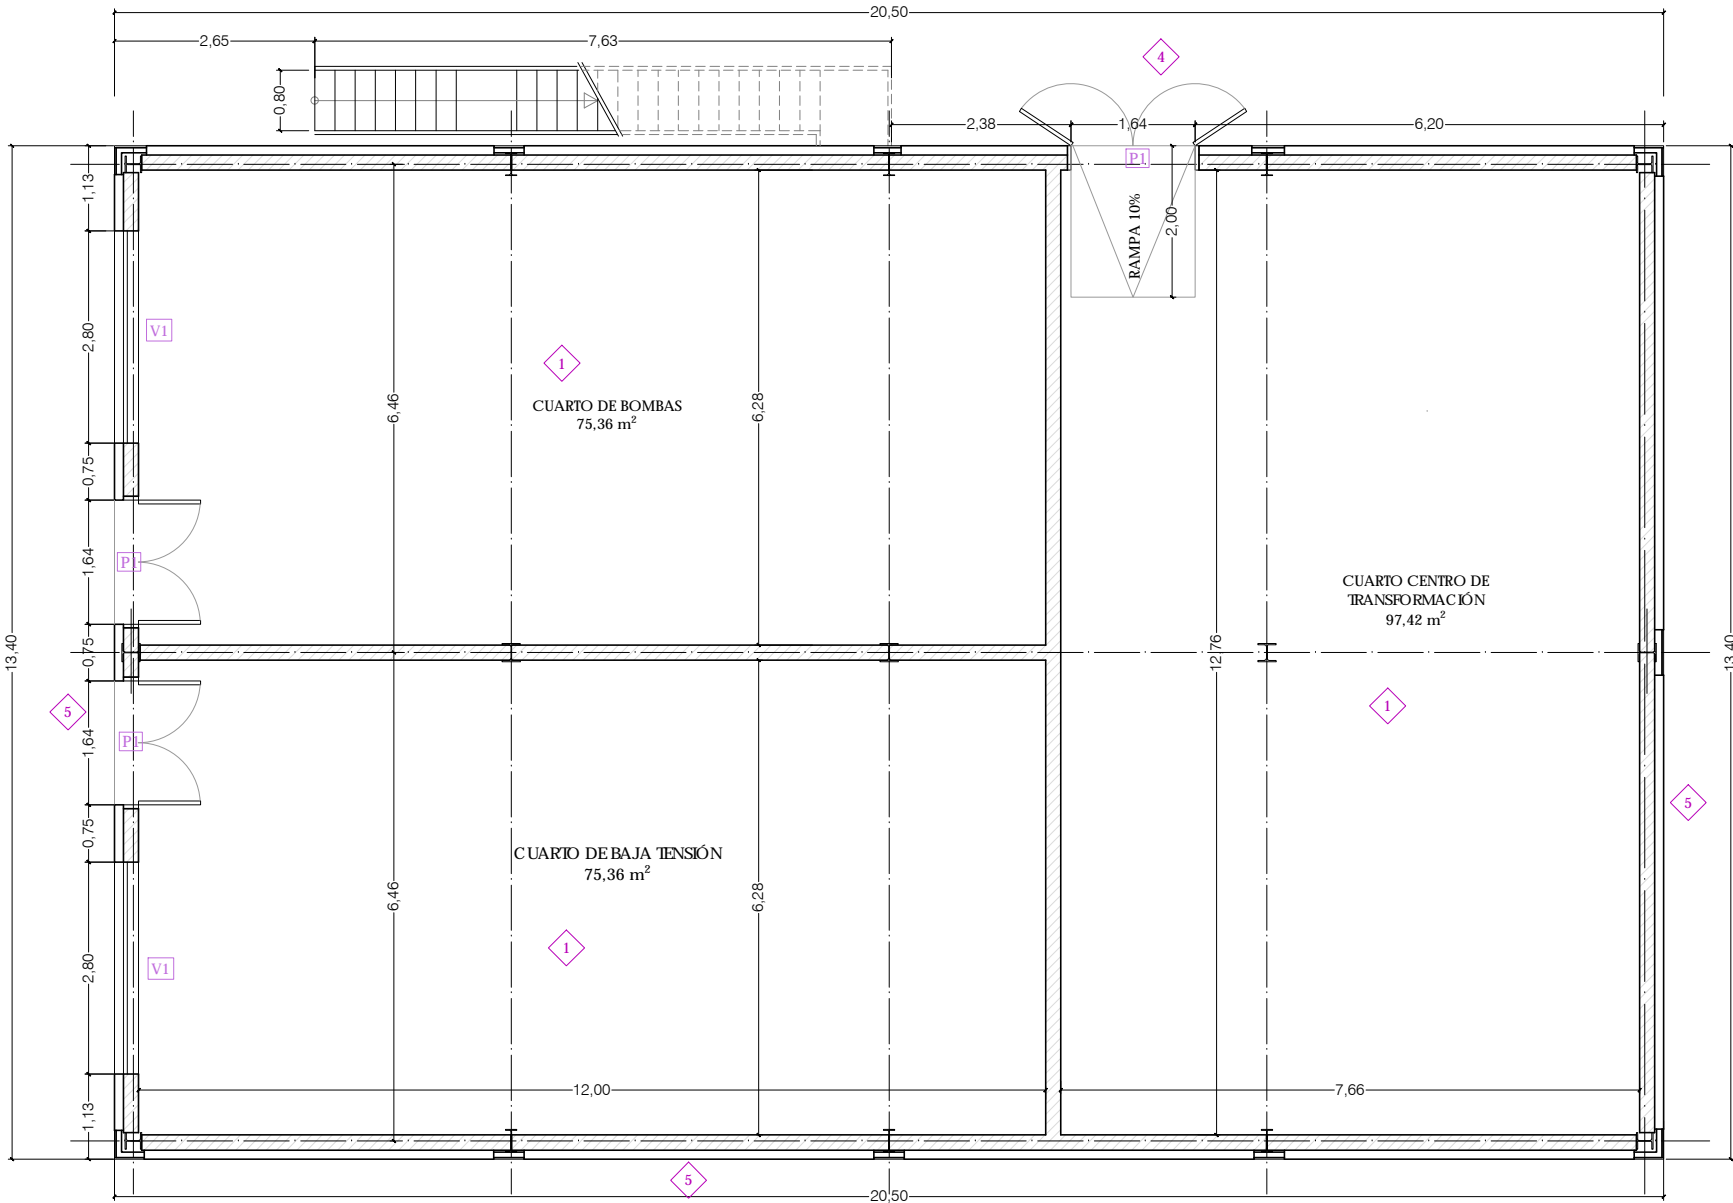 20,50
2,65
7,63
4
0,80
2,38
1,64
6,20
P1
1,13
RAMPA 10%
2,00
V1
2,80
1
6,46
CUARTO DE BOMBAS
75,36 m²
6,28
0,75
P1
1,64
CUARTO CENTRO DE
TRANSFORMACIÓN
97,42 m²
13,40
0,75
12,76
13,40
5
1
P1
1,64
5
0,75
CUARTO DE BAJA TENSIÓN
75,36 m²
6,46
6,28
1
V1
2,80
12,00
7,66
1,13
5
20,50